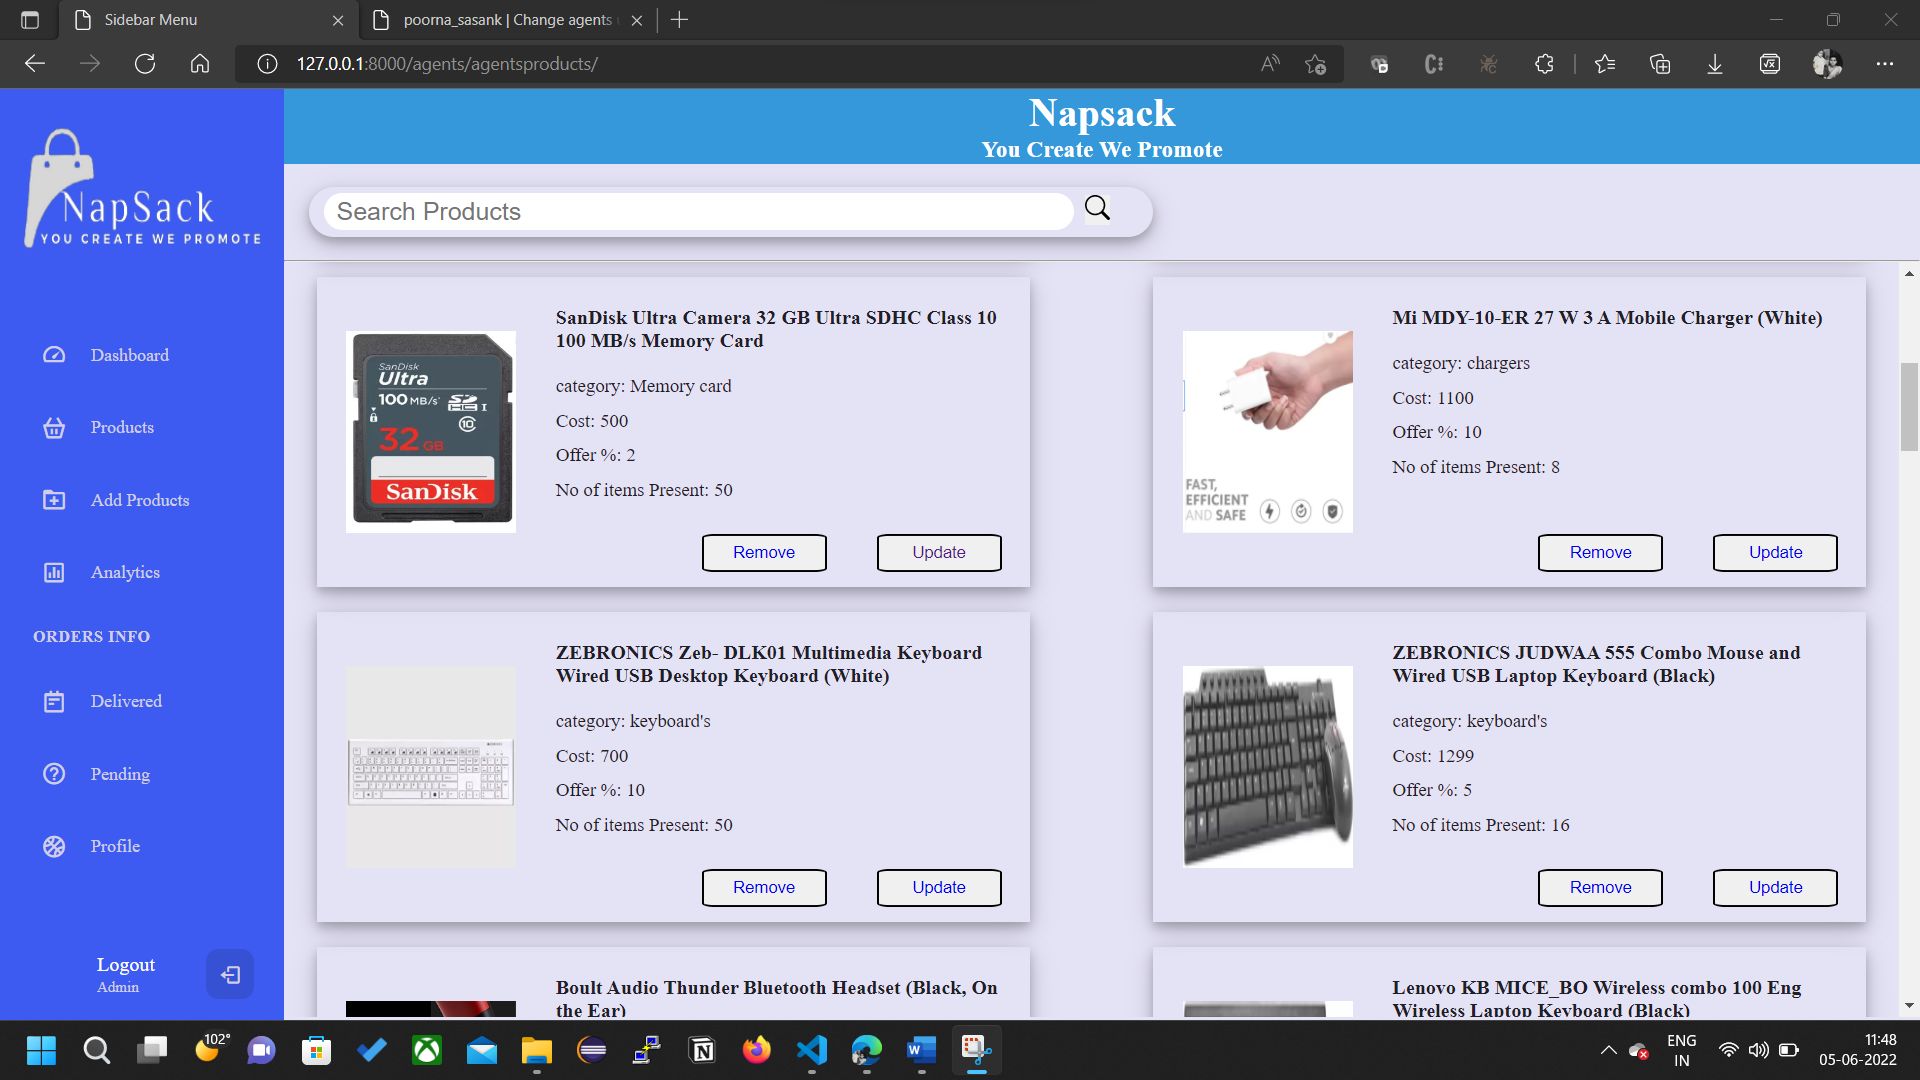 Sidebar Menu
poorna_sasank | Change agents
127.0.0.1:8000/agents/agentsproducts/
NapSack
YOU CREATE WE PROMOTE
Dashboard
Products
Add Products
Analytics
ORDERS INFO
Delivered
Pending
Profile
Logout
Admin
Napsack
You Create We Promote
Search Products
SanDisk
Ultra
100 MB/s
32 GB
SanDisk
SanDisk Ultra Camera 32 GB Ultra SDHC Class 10
100 MB/s Memory Card
category: Memory card
Cost: 500
Offer %: 2
No of items Present: 50
Remove
Update
FAST,
EFFICIENT
AND SAFE
Mi MDY-10-ER 27 W 3 A Mobile Charger (White)
category: chargers
Cost: 1100
Offer %: 10
No of items Present: 8
Remove
Update
ZEBRONICS Zeb- DLK01 Multimedia Keyboard
Wired USB Desktop Keyboard (White)
category: keyboard's
Cost: 700
Offer %: 10
No of items Present: 50
Remove
Update
ZEBRONICS JUDWAA 555 Combo Mouse and
Wired USB Laptop Keyboard (Black)
category: keyboard's
Cost: 1299
Offer %: 5
No of items Present: 16
Remove
Update
Boult Audio Thunder Bluetooth Headset (Black, On
the Ear)
Lenovo KB MICE_BO Wireless combo 100 Eng
Wireless Laptop Keyboard (Black)
102°
ENG
IN
11:48
05-06-2022